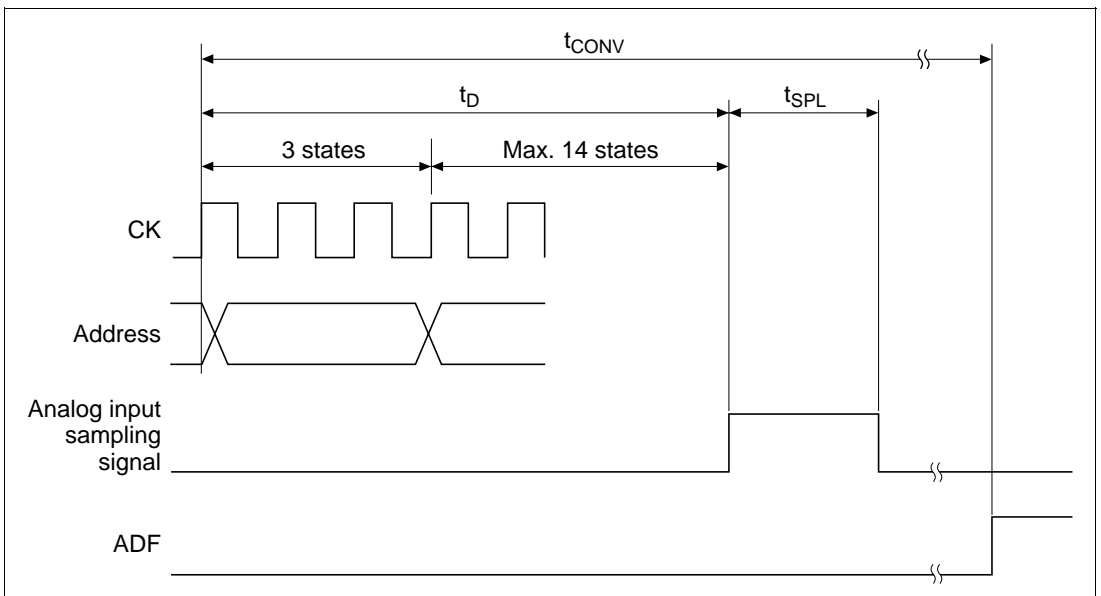 tCONV
tD
tSPL
3 states
Max. 14 states
CK
Address
Analog input
sampling
signal
ADF